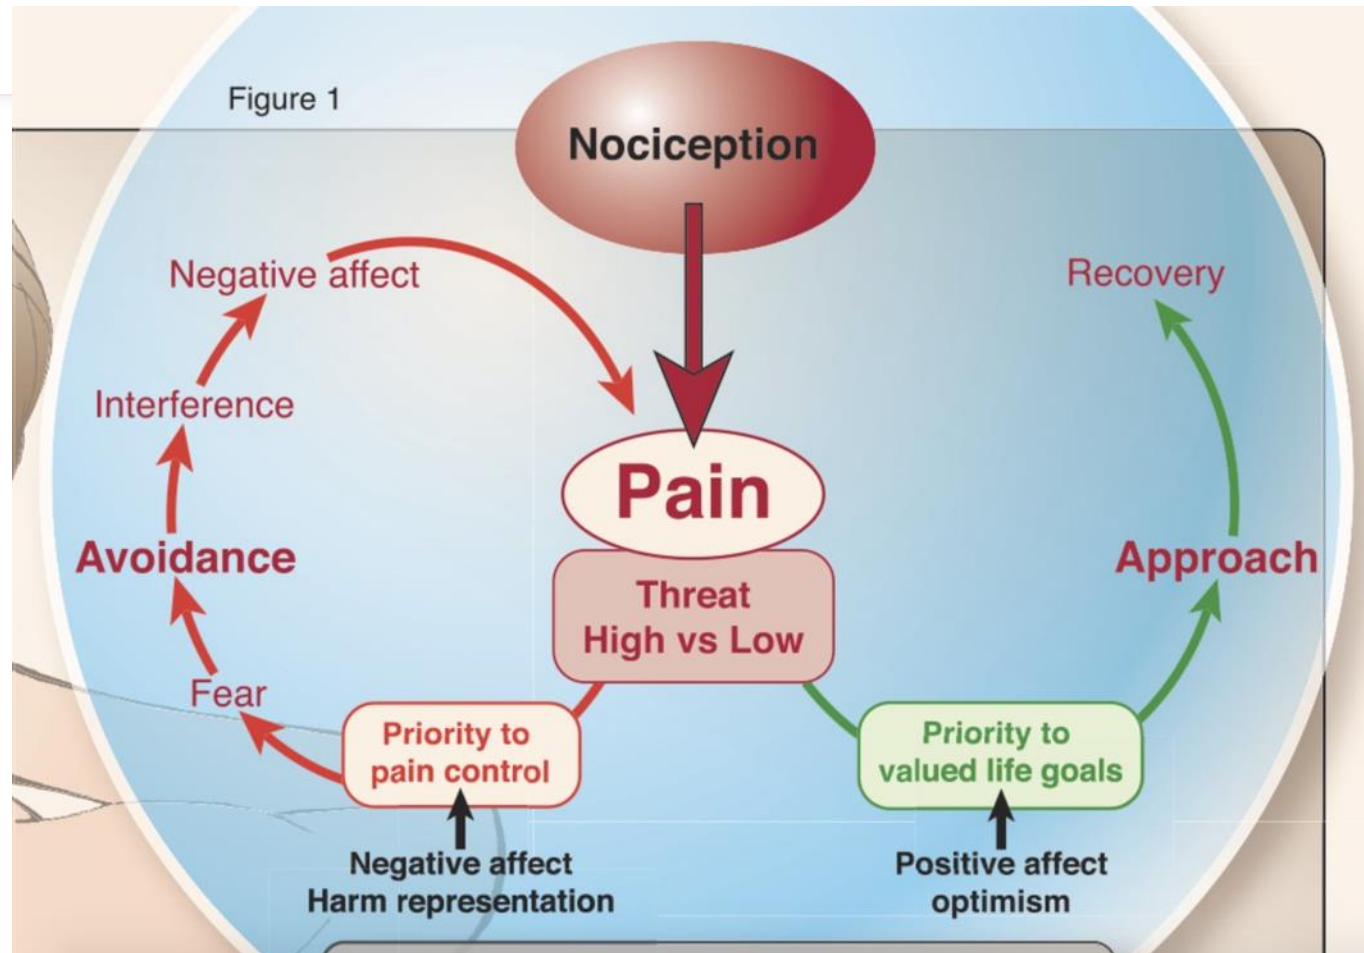 Figure 1
Nociception
Negative affect
Recovery
Interference
Pain
Avoidance
Approach
Threat
High vs Low
Fear
Priority to
pain control
Priority to
valued life goals
Negative affect
Harm representation
Positive affect
optimism